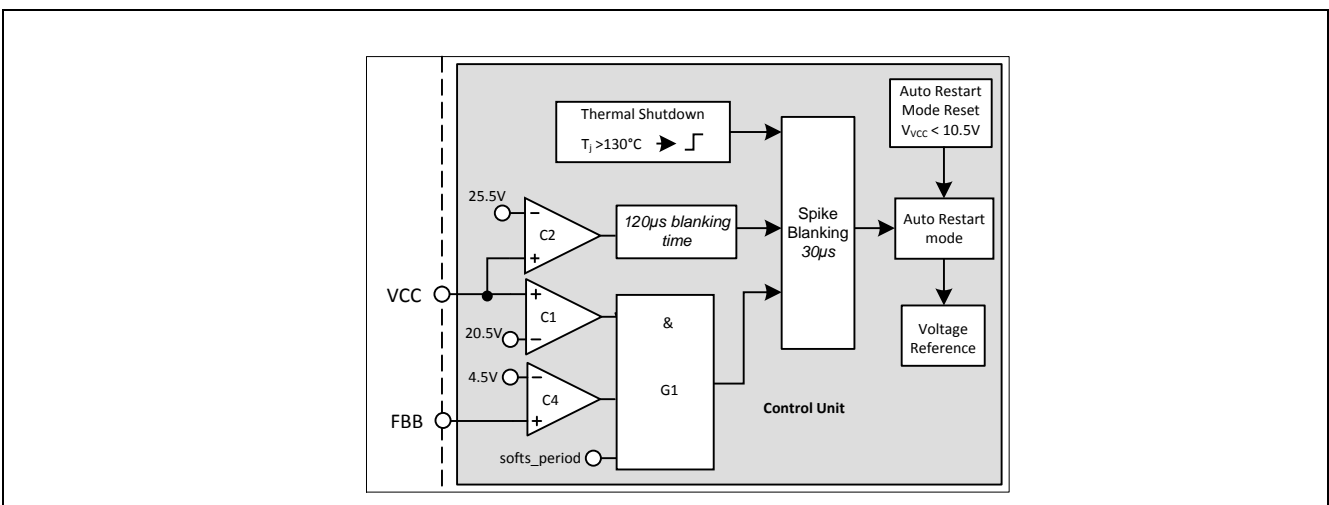 Auto Restart
Mode Reset
VVCC < 10.5V
Thermal Shutdown
Tj >130°C
25.5V
−
C2
+
120µs blanking
time
Spike
Blanking
30µs
Auto Restart
mode
VCC
+
C1
−
20.5V
&
G1
Voltage
Reference
4.5V
−
C4
+
FBB
Control Unit
softs_period